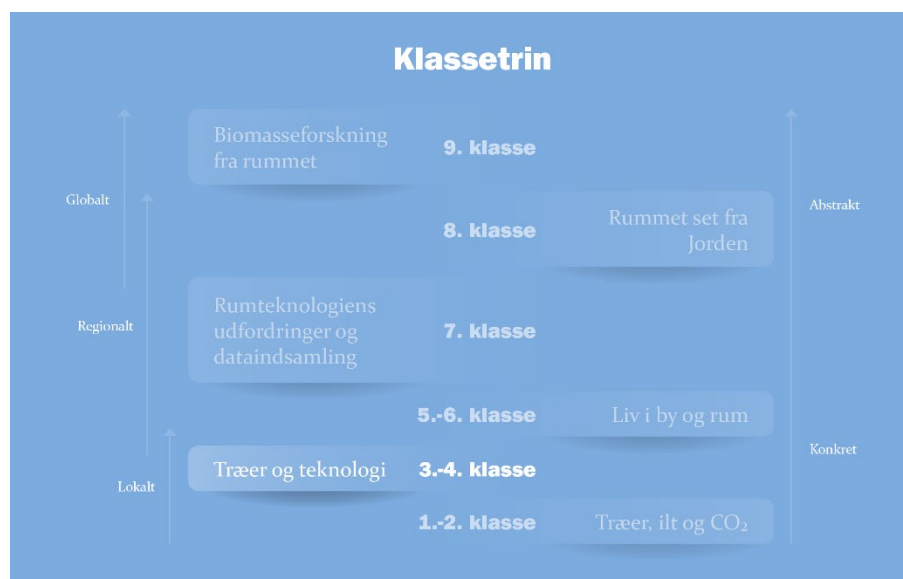 Klassetrin
Biomasseforskning
fra rummet
9. klasse
Globalt
Abstrakt
8. klasse
Rummet set fra
Jorden
Rumteknologiens
udfordringer og
dataindsamling
7. klasse
Regionalt
5.-6. klasse
Liv i by og rum
Konkret
Træer og teknologi
3.-4. klasse
Lokalt
1.-2. klasse
Træer, ilt og CO₂